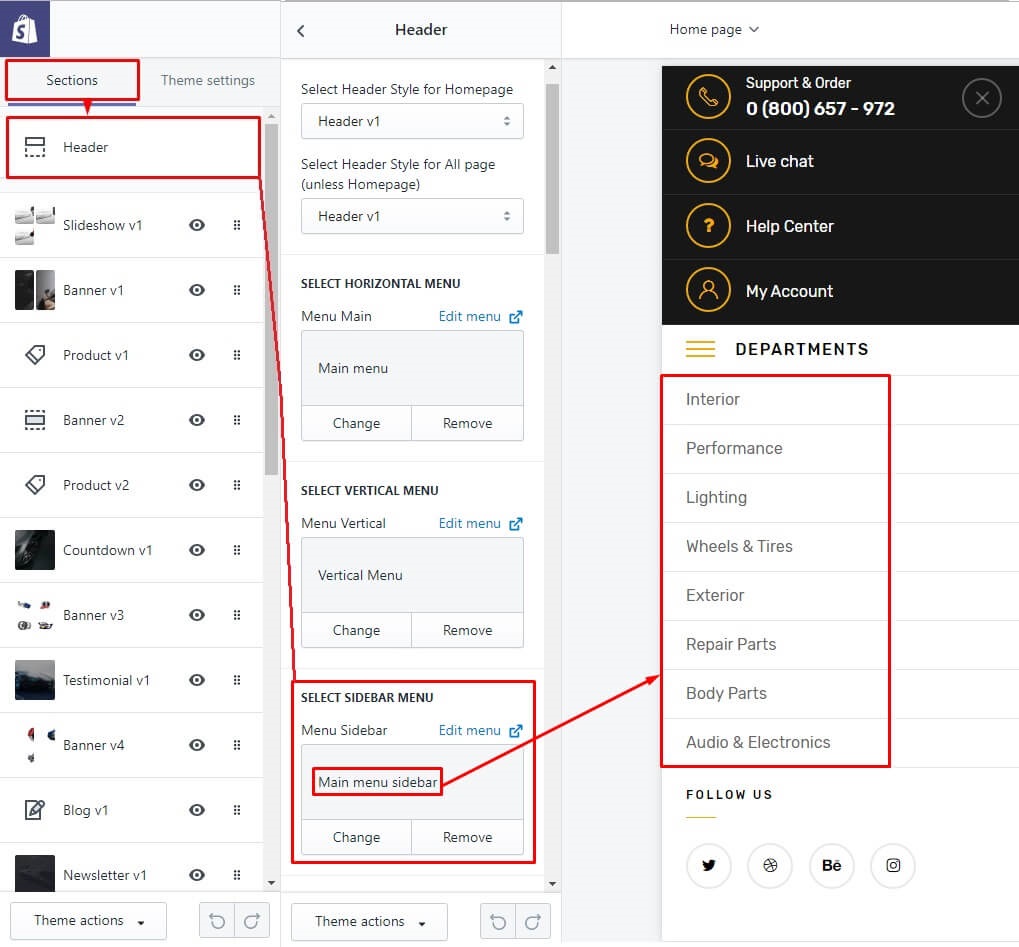 Sections
Theme settings
Header
Slideshow v1
Banner v1
Product v1
Banner v2
Product v2
Countdown v1
Banner v3
Testimonial v1
Banner v4
Blog v1
Newsletter v1
Theme actions
Header
Select Header Style for Homepage
Header v1
Select Header Style for All page
(unless Homepage)
Header v1
SELECT HORIZONTAL MENU
Menu Main
Edit menu
Main menu
Change
Remove
SELECT VERTICAL MENU
Menu Vertical
Edit menu
Vertical Menu
Change
Remove
SELECT SIDEBAR MENU
Menu Sidebar
Edit menu
Main menu sidebar
Change
Remove
Theme actions
Home page
Support & Order
0 (800) 657 - 972
Live chat
Help Center
My Account
DEPARTMENTS
Interior
Performance
Lighting
Wheels & Tires
Exterior
Repair Parts
Body Parts
Audio & Electronics
FOLLOW US
Bē